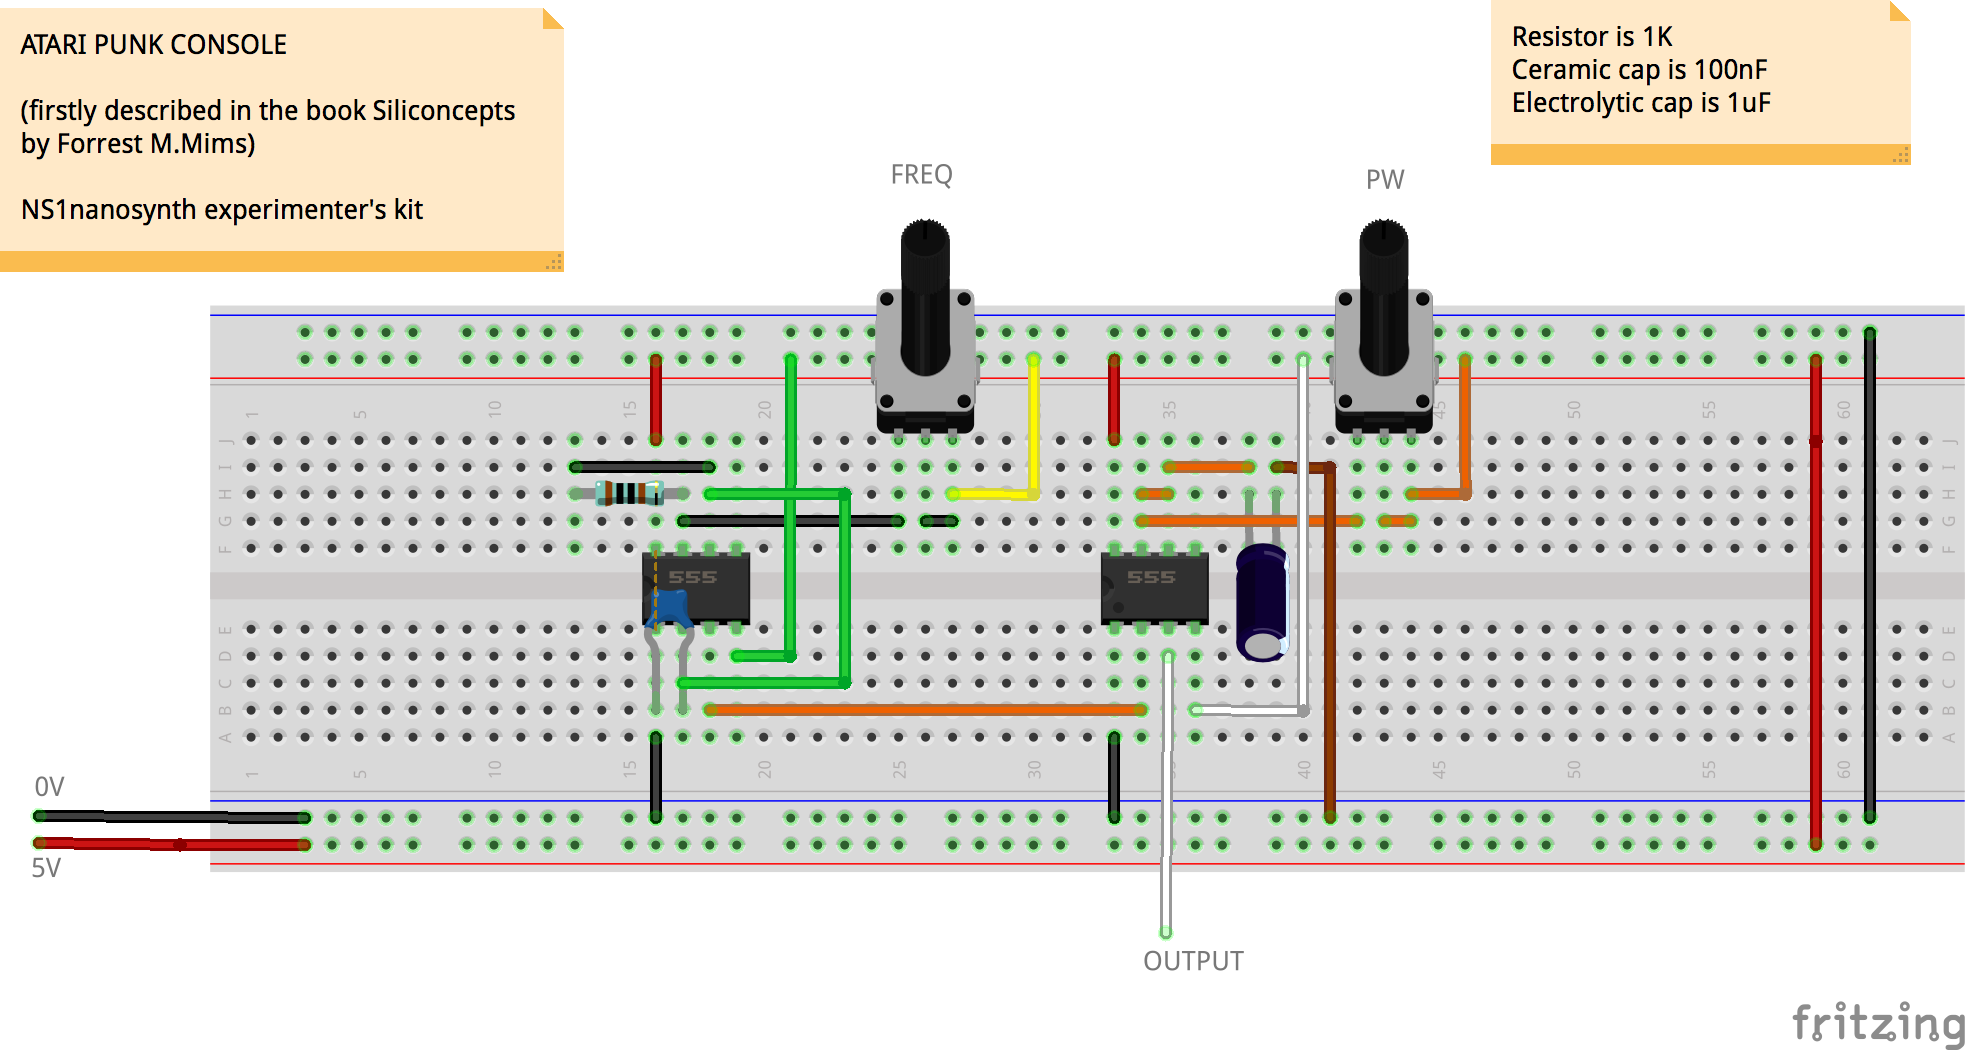 ATARI PUNK CONSOLE
(firstly described in the book Siliconcepts
by Forrest M.Mims)
NS1nanosynth experimenter's kit
Resistor is 1K
Ceramic cap is 100nF
Electrolytic cap is 1uF
FREQ
PW
1 5 10 15 20 35 45 50 55 60
J J
I I
H H
G G
F F
555 555
E E
D D
C C
B B
A A
1 5 10 15 20 25 30 35 40 45 50 55 60
0V
5V
OUTPUT
fritzing